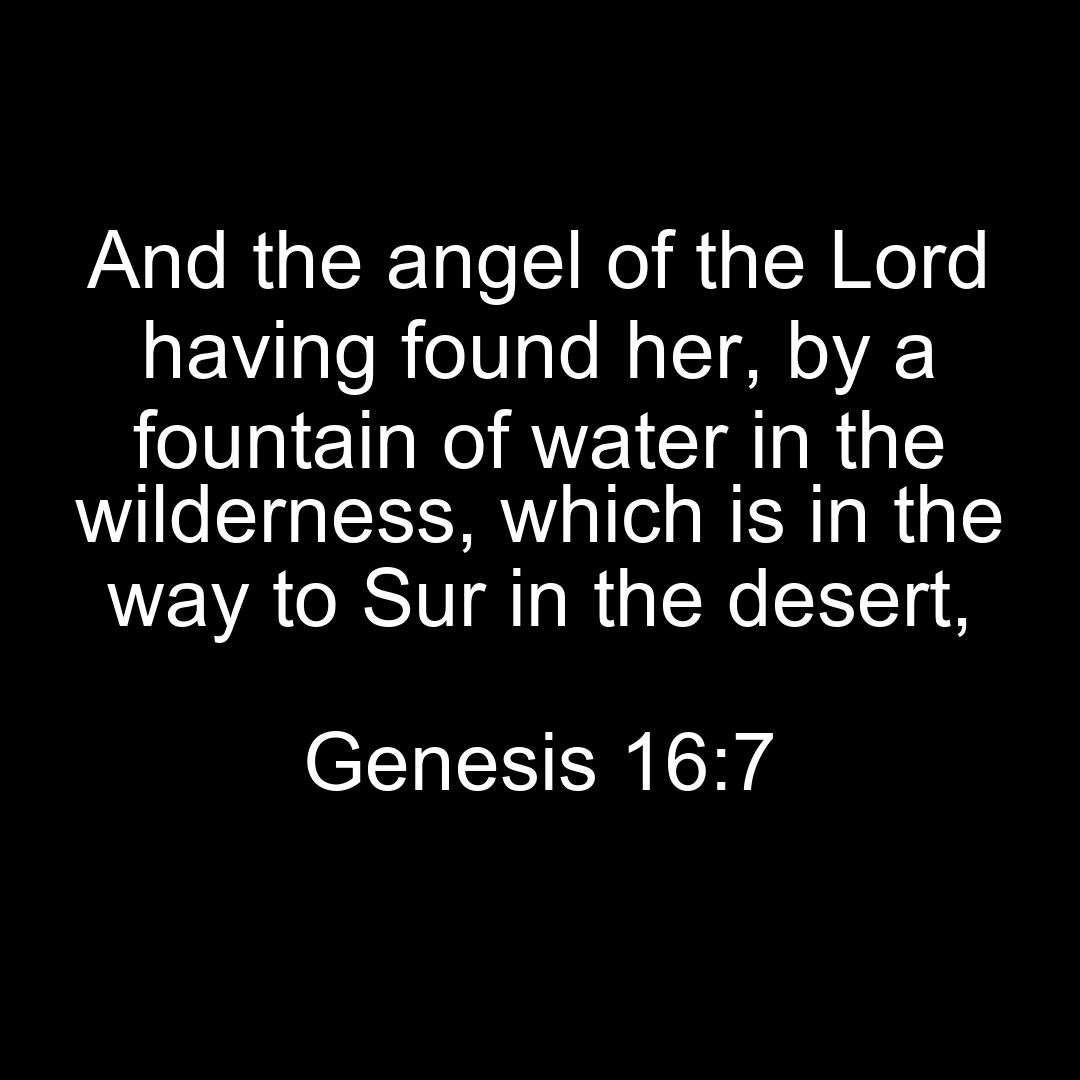 And the angel of the Lord
having found her, by a
fountain of water in the
wilderness, which is in the
way to Sur in the desert,
Genesis 16:7